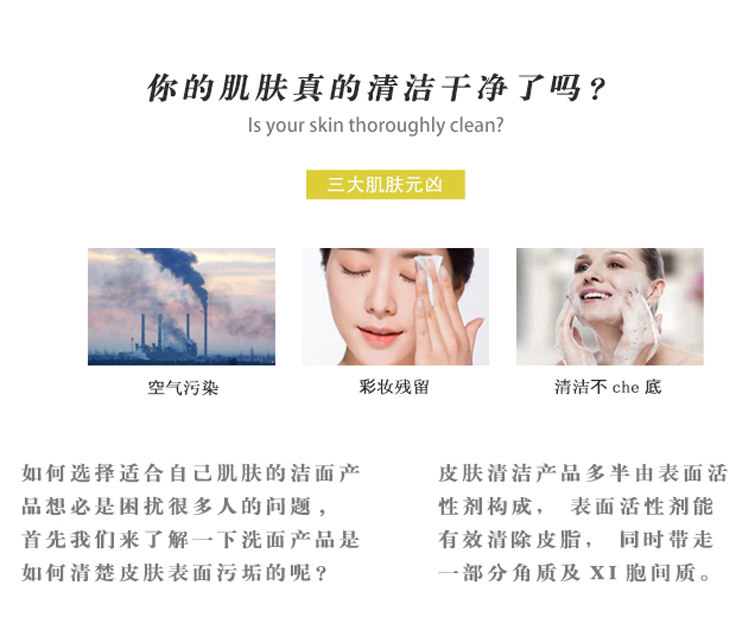 你的肌肤真的清洁干净了吗？
Is your skin thoroughly clean?
三大肌肤元凶
空气污染
彩妆残留
清洁不 che 底
如何选择适合自己肌肤的洁面产
品想必是困扰很多人的问题，
首先我们来了解一下洗面产品是
如何清楚皮肤表面污垢的呢？
皮肤清洁产品多半由表面活
性剂构成， 表面活性剂能
有效清除皮脂， 同时带走
一部分角质及 XI 胞间质。